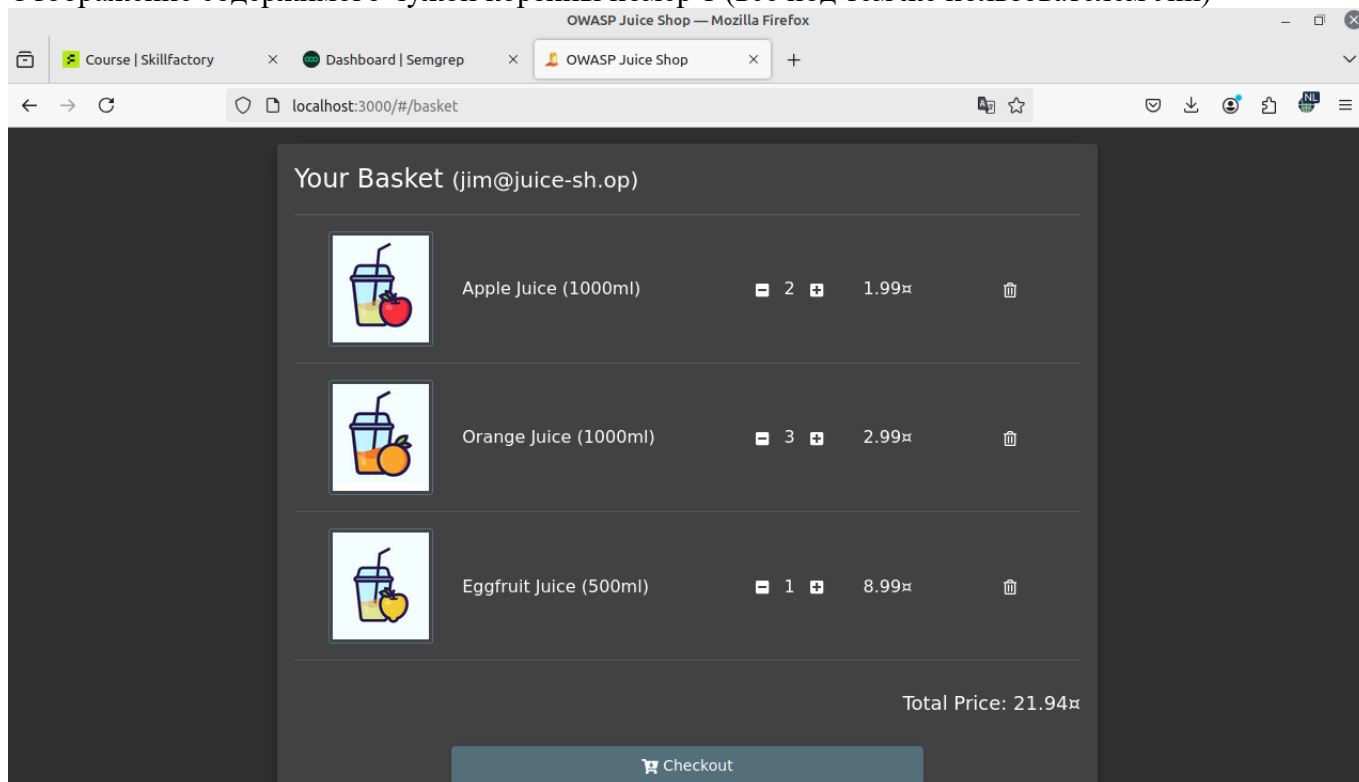 OWASP Juice Shop — Mozilla Firefox
Course | Skillfactory
Dashboard | Semgrep
OWASP Juice Shop
localhost:3000/#/basket
NL
Your Basket (jim@juice-sh.op)
Apple Juice (1000ml) 2 1.99¤
Orange Juice (1000ml) 3 2.99¤
Eggfruit Juice (500ml) 1 8.99¤
Total Price: 21.94¤
Checkout